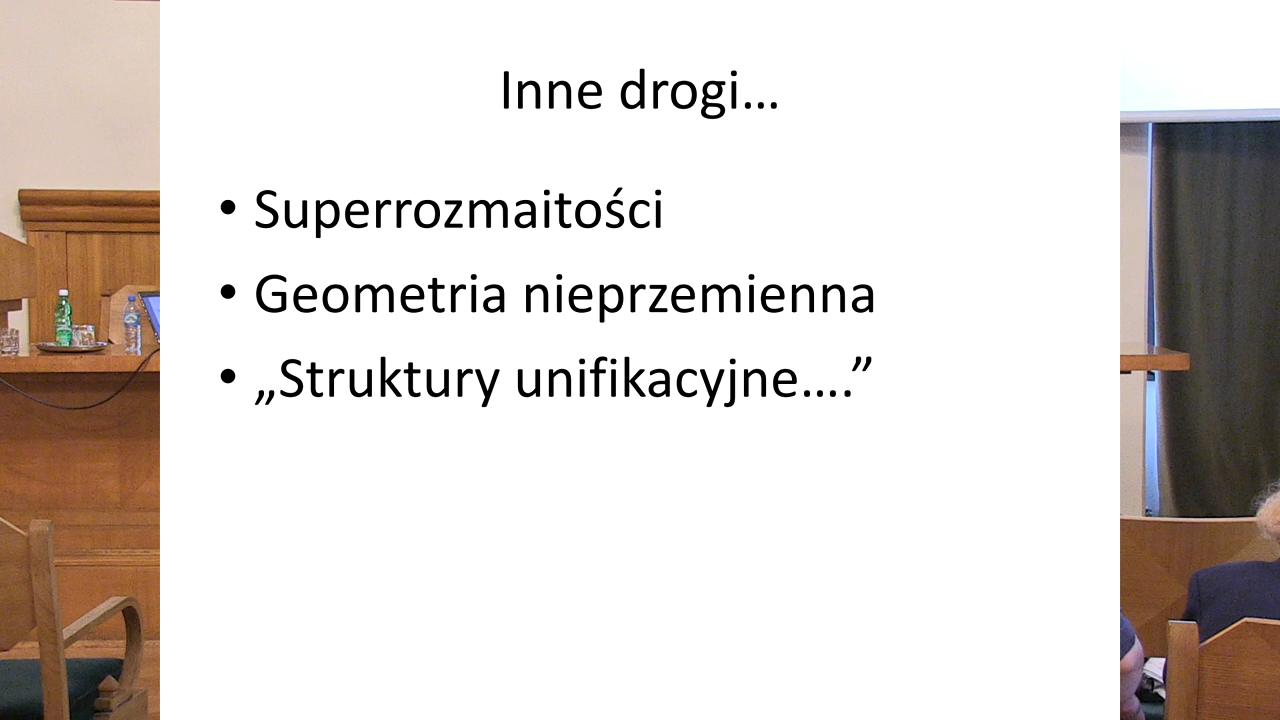 Inne drogi…
• Superrozmaitości
• Geometria nieprzemienna
• „Struktury unifikacyjne….”